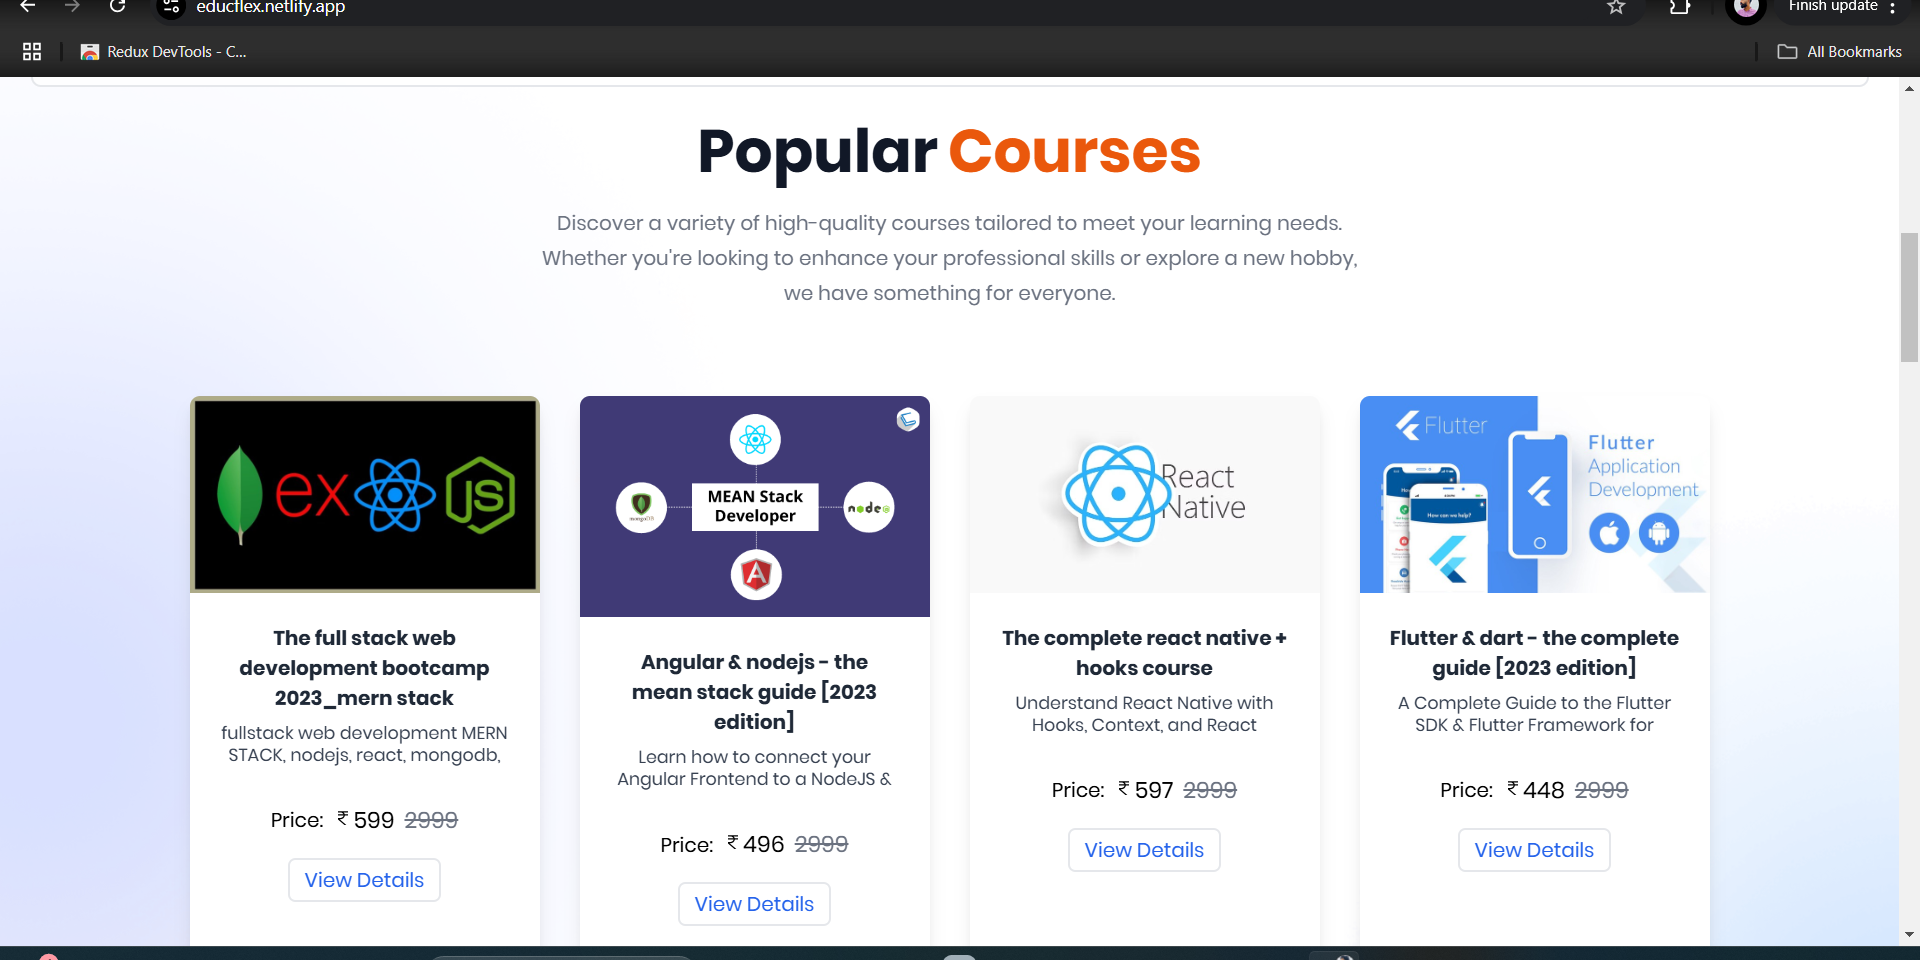 educflex.netlify.app
Finish update
Redux DevTools - C...
All Bookmarks
Popular Courses
Discover a variety of high-quality courses tailored to meet your learning needs.
Whether you're looking to enhance your professional skills or explore a new hobby,
we have something for everyone.
ex
JS
MEAN Stack
Developer
mongoDB
node
A
React
Native
Flutter
Flutter
Application
Development
How can we help?
The full stack web
development bootcamp
2023_mern stack
fullstack web development MERN
STACK, nodejs, react, mongodb,
Price: ₹ 599 2999
View Details
Angular & nodejs - the
mean stack guide [2023
edition]
Learn how to connect your
Angular Frontend to a NodeJS &
Price: ₹ 496 2999
View Details
The complete react native +
hooks course
Understand React Native with
Hooks, Context, and React
Price: ₹ 597 2999
View Details
Flutter & dart - the complete
guide [2023 edition]
A Complete Guide to the Flutter
SDK & Flutter Framework for
Price: ₹ 448 2999
View Details